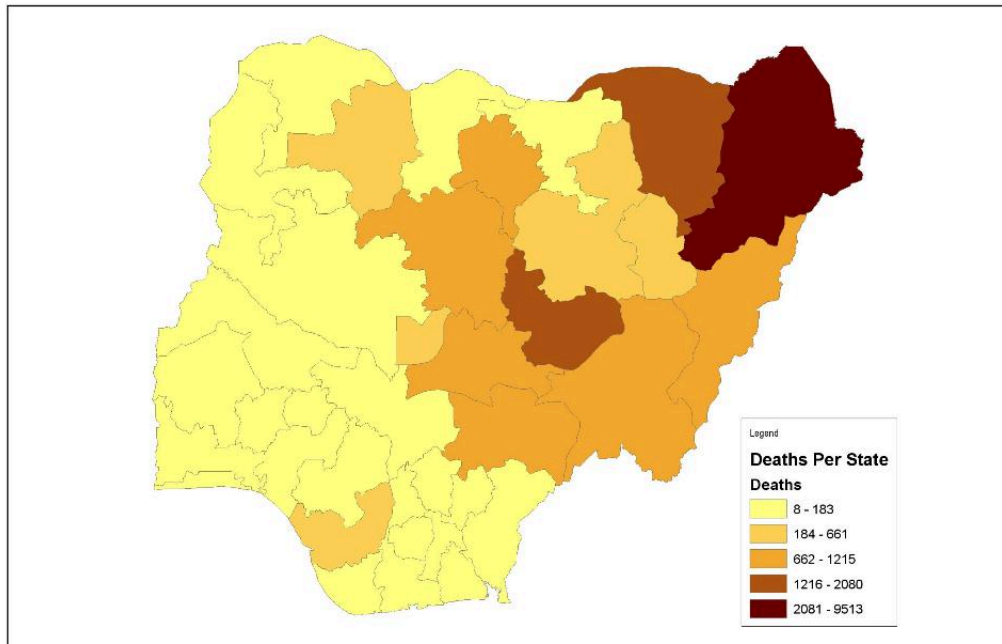 Legend
Deaths Per State
Deaths
8 - 183
184 - 661
662 - 1215
1216 - 2080
2081 - 9513